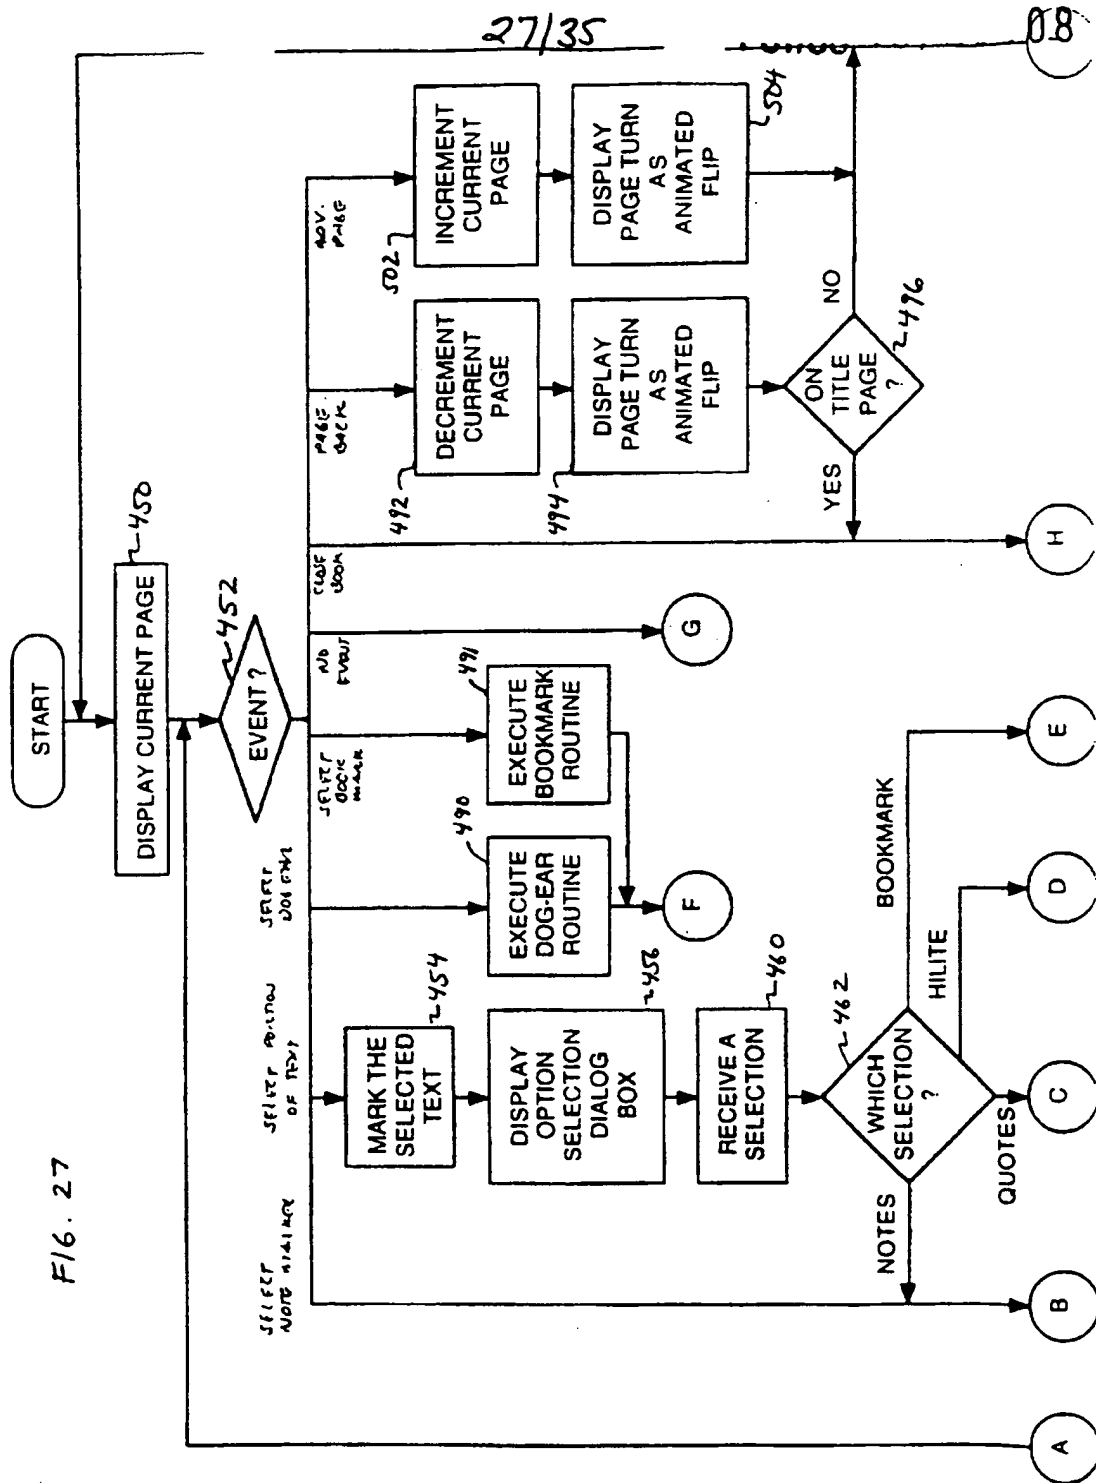 27/35
08
FIG. 27
START
DISPLAY CURRENT PAGE
450
EVENT ?
452
SELECT
NOTE MARKER
SELECT PORTION
OF TEXT
SELECT
DOG EAR
SELECT
BOOK
MARK
NO
EVENT
CLOSE
BOOK
PAGE
BACK
ADV.
PAGE
MARK THE
SELECTED
TEXT
454
DISPLAY
OPTION
SELECTION
DIALOG
BOX
456
RECEIVE A
SELECTION
460
WHICH
SELECTION
?
462
NOTES
QUOTES
HILITE
BOOKMARK
490
EXECUTE
DOG-EAR
ROUTINE
491
EXECUTE
BOOKMARK
ROUTINE
F
G
492
DECREMENT
CURRENT
PAGE
494
DISPLAY
PAGE TURN
AS
ANIMATED
FLIP
ON
TITLE
PAGE
?
496
YES
NO
502
INCREMENT
CURRENT
PAGE
DISPLAY
PAGE TURN
AS
ANIMATED
FLIP
504
A
B
C
D
E
H